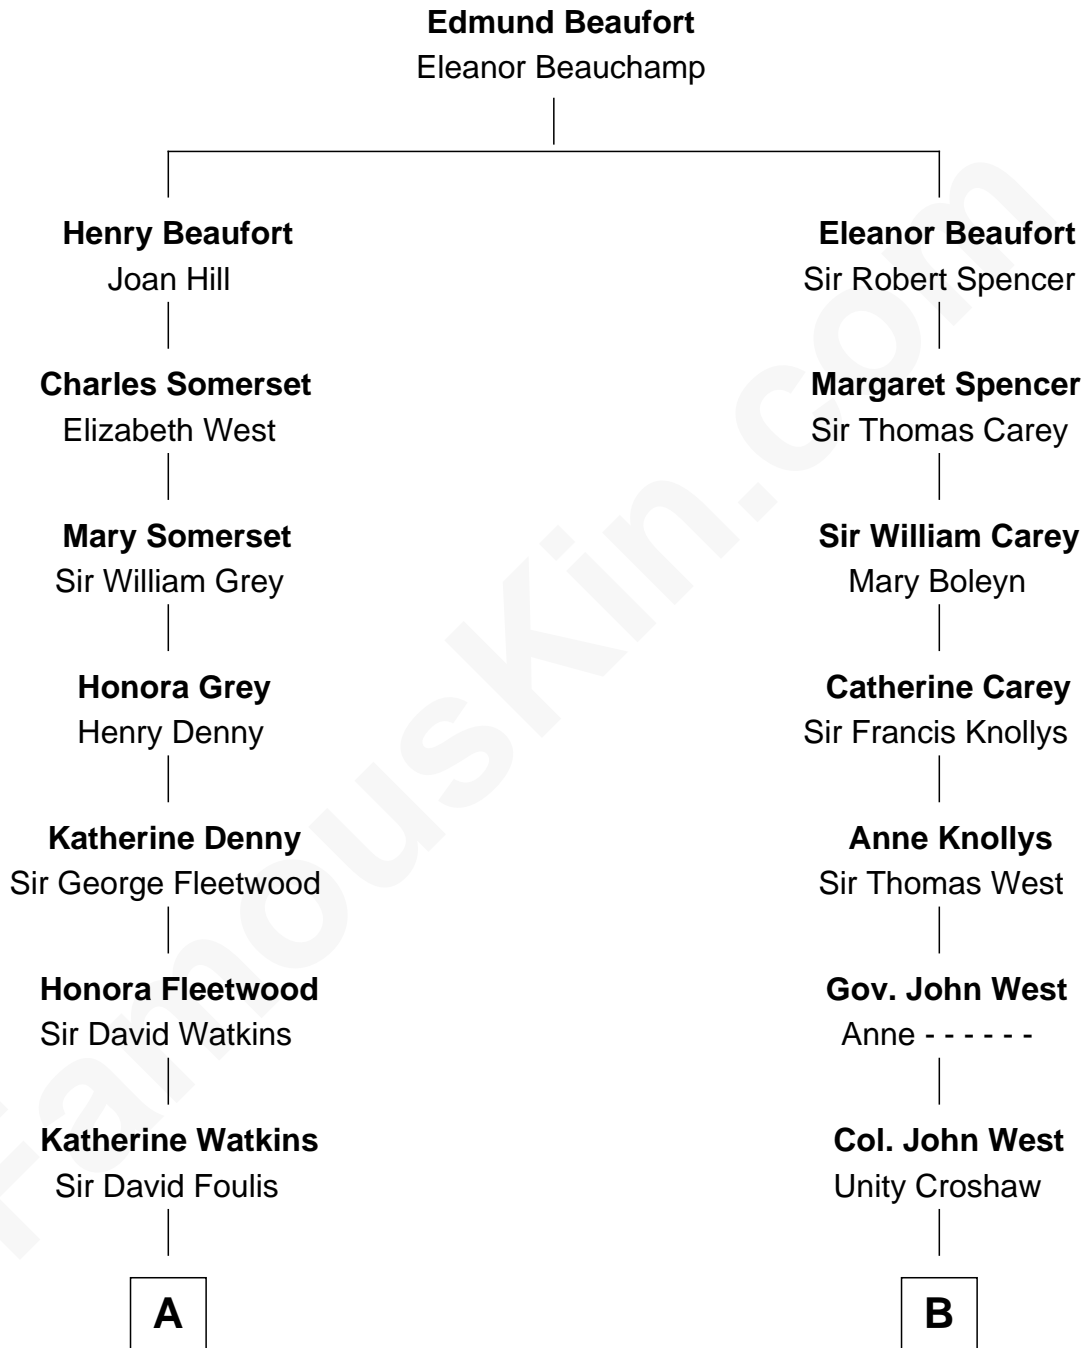 Edmund Beaufort
Eleanor Beauchamp
Henry Beaufort
Joan Hill
Eleanor Beaufort
Sir Robert Spencer
Charles Somerset
Elizabeth West
Margaret Spencer
Sir Thomas Carey
Mary Somerset
Sir William Grey
Sir William Carey
Mary Boleyn
Honora Grey
Henry Denny
Catherine Carey
Sir Francis Knollys
Katherine Denny
Sir George Fleetwood
Anne Knollys
Sir Thomas West
Honora Fleetwood
Sir David Watkins
Gov. John West
Anne - - - - - -
Katherine Watkins
Sir David Foulis
Col. John West
Unity Croshaw
A
B
FamousKin.com